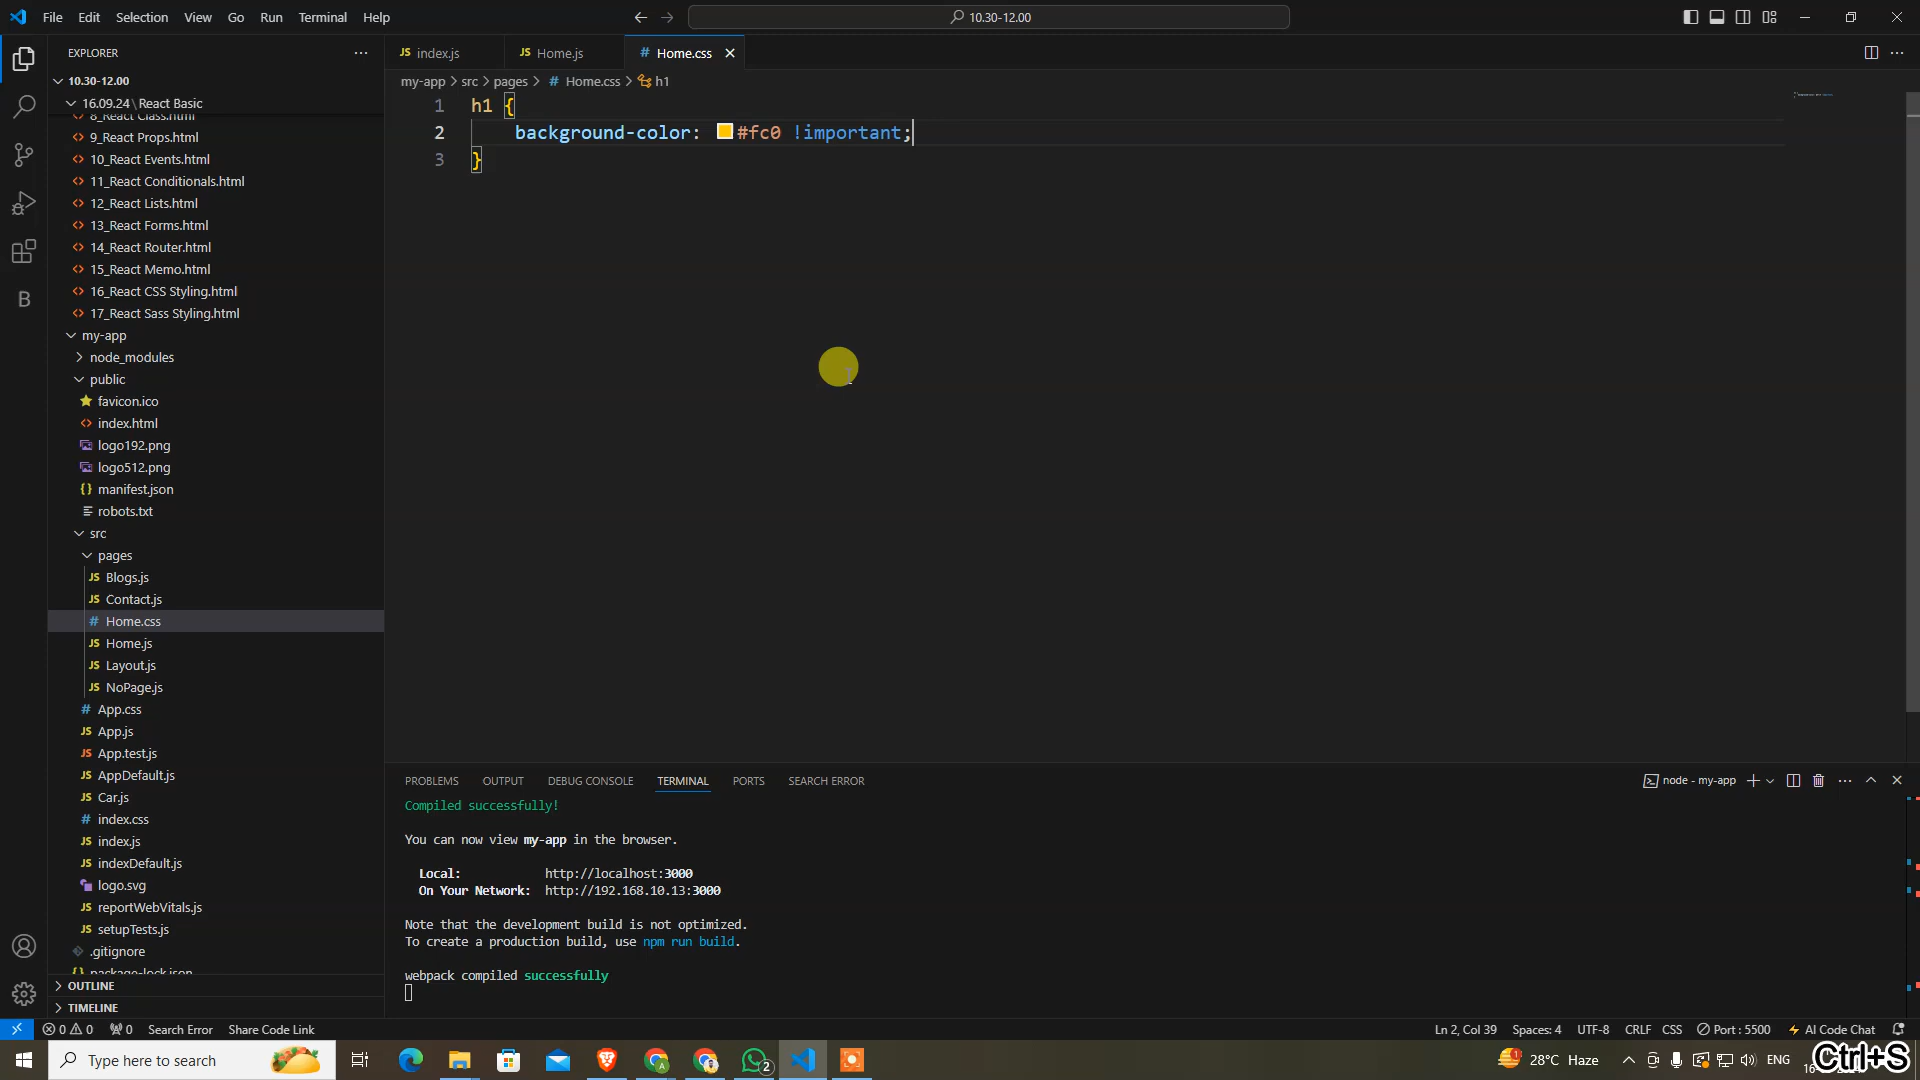 File Edit Selection View Go Run Terminal Help
10.30-12.00
EXPLORER
10.30-12.00
16.09.24\React Basic
8_React Class.html
9_React Props.html
10_React Events.html
11_React Conditionals.html
12_React Lists.html
13_React Forms.html
14_React Router.html
15_React Memo.html
16_React CSS Styling.html
17_React Sass Styling.html
my-app
node_modules
public
favicon.ico
index.html
logo192.png
logo512.png
manifest.json
robots.txt
src
pages
Blogs.js
Contact.js
Home.css
Home.js
Layout.js
NoPage.js
App.css
App.js
App.test.js
AppDefault.js
Car.js
index.css
index.js
indexDefault.js
logo.svg
reportWebVitals.js
setupTests.js
.gitignore
package-lock.json
OUTLINE
TIMELINE
JS index.js JS Home.js # Home.css
my-app > src > pages > # Home.css > h1
1 h1 {
2 background-color: #fc0 !important;
3 }
PROBLEMS OUTPUT DEBUG CONSOLE TERMINAL PORTS SEARCH ERROR
node - my-app
Compiled successfully!
You can now view my-app in the browser.
Local: http://localhost:3000
On Your Network: http://192.168.10.13:3000
Note that the development build is not optimized.
To create a production build, use npm run build.
webpack compiled successfully
0 0 0 Search Error Share Code Link
Ln 2, Col 39 Spaces: 4 UTF-8 CRLF CSS Port : 5500 AI Code Chat
Type here to search
2
1 28°C Haze ENG
Ctrl+S